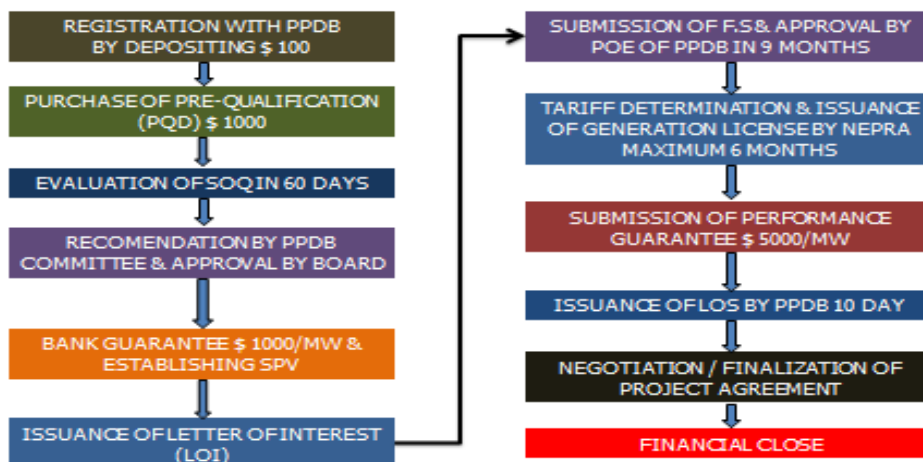 REGISTRATION WITH PPDB
BY DEPOSITING $ 100
PURCHASE OF PRE-QUALIFICATION
(PQD) $ 1000
EVALUATION OF SOQ IN 60 DAYS
RECOMENDATION BY PPDB
COMMITTEE & APPROVAL BY BOARD
BANK GUARANTEE $ 1000/MW &
ESTABLISHING SPV
ISSUANCE OF LETTER OF INTEREST
(LOI)
SUBMISSION OF F.S & APPROVAL BY
POE OF PPDB IN 9 MONTHS
TARIFF DETERMINATION & ISSUANCE
OF GENERATION LICENSE BY NEPRA
MAXIMUM 6 MONTHS
SUBMISSION OF PERFORMANCE
GUARANTEE $ 5000/MW
ISSUANCE OF LOS BY PPDB 10 DAY
NEGOTIATION / FINALIZATION OF
PROJECT AGREEMENT
FINANCIAL CLOSE